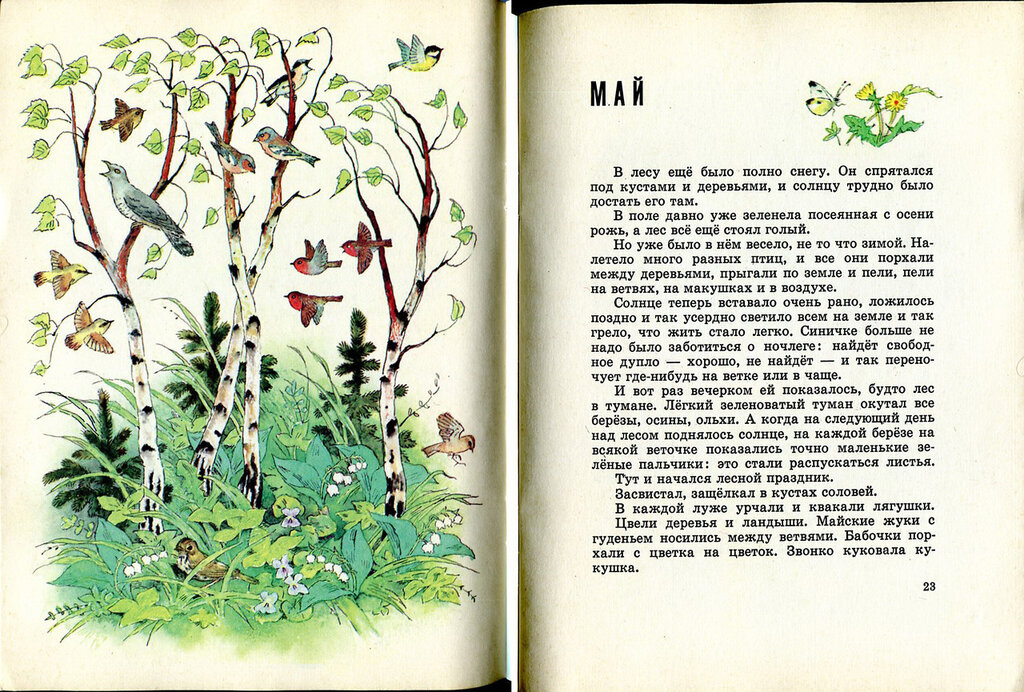 МАЙ
В лесу ещё было полно снегу. Он спрятался
под кустами и деревьями, и солнцу трудно было
достать его там.
В поле давно уже зеленела посеянная с осени
рожь, а лес всё ещё стоял голый.
Но уже было в нём весело, не то что зимой. На-
летело много разных птиц, и все они порхали
между деревьями, прыгали по земле и пели, пели
на ветвях, на макушках и в воздухе.
Солнце теперь вставало очень рано, ложилось
поздно и так усердно светило всем на земле и так
грело, что жить стало легко. Синичке больше не
надо было заботиться о ночлеге: найдёт свобод-
ное дупло — хорошо, не найдёт — и так перено-
чует где-нибудь на ветке или в чаще.
И вот раз вечерком ей показалось, будто лес
в тумане. Лёгкий зеленоватый туман окутал все
берёзы, осины, ольхи. А когда на следующий день
над лесом поднялось солнце, на каждой берёзе на
всякой веточке показались точно маленькие зе-
лёные пальчики: это стали распускаться листья.
Тут и начался лесной праздник.
Засвистал, защёлкал в кустах соловей.
В каждой луже урчали и квакали лягушки.
Цвели деревья и ландыши. Майские жуки с
гуденьем носились между ветвями. Бабочки пор-
хали с цветка на цветок. Звонко куковала ку-
кушка.
23